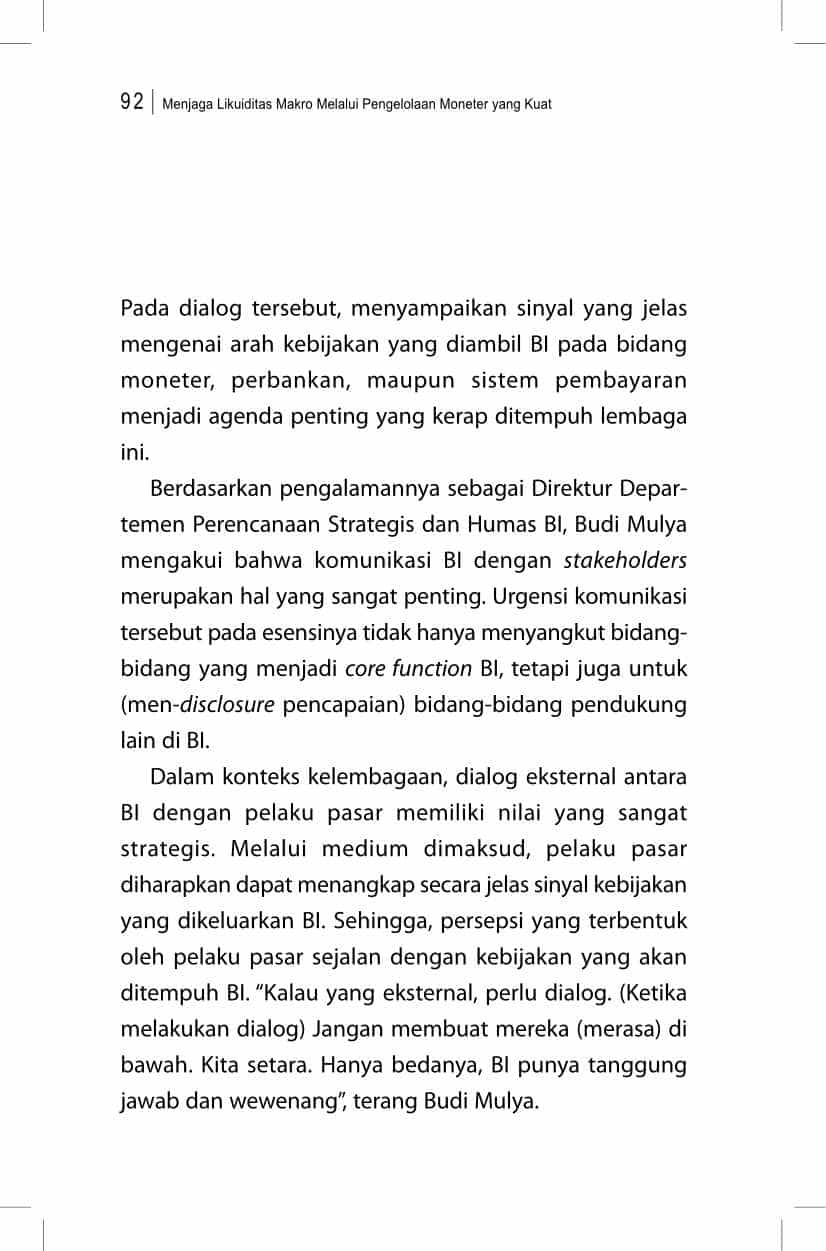 92 Menjaga Likuiditas Makro Melalui Pengelolaan Moneter yang Kuat
Pada dialog tersebut, menyampaikan sinyal yang jelas
mengenai arah kebijakan yang diambil BI pada bidang
moneter, perbankan, maupun sistem pembayaran
menjadi agenda penting yang kerap ditempuh lembaga
ini.
Berdasarkan pengalamannya sebagai Direktur Depar-
temen Perencanaan Strategis dan Humas BI, Budi Mulya
mengakui bahwa komunikasi BI dengan stakeholders
merupakan hal yang sangat penting. Urgensi komunikasi
tersebut pada esensinya tidak hanya menyangkut bidang-
bidang yang menjadi core function BI, tetapi juga untuk
(men-disclosure pencapaian) bidang-bidang pendukung
lain di BI.
Dalam konteks kelembagaan, dialog eksternal antara
BI dengan pelaku pasar memiliki nilai yang sangat
strategis. Melalui medium dimaksud, pelaku pasar
diharapkan dapat menangkap secara jelas sinyal kebijakan
yang dikeluarkan BI. Sehingga, persepsi yang terbentuk
oleh pelaku pasar sejalan dengan kebijakan yang akan
ditempuh BI. “Kalau yang eksternal, perlu dialog. (Ketika
melakukan dialog) Jangan membuat mereka (merasa) di
bawah. Kita setara. Hanya bedanya, BI punya tanggung
jawab dan wewenang”, terang Budi Mulya.